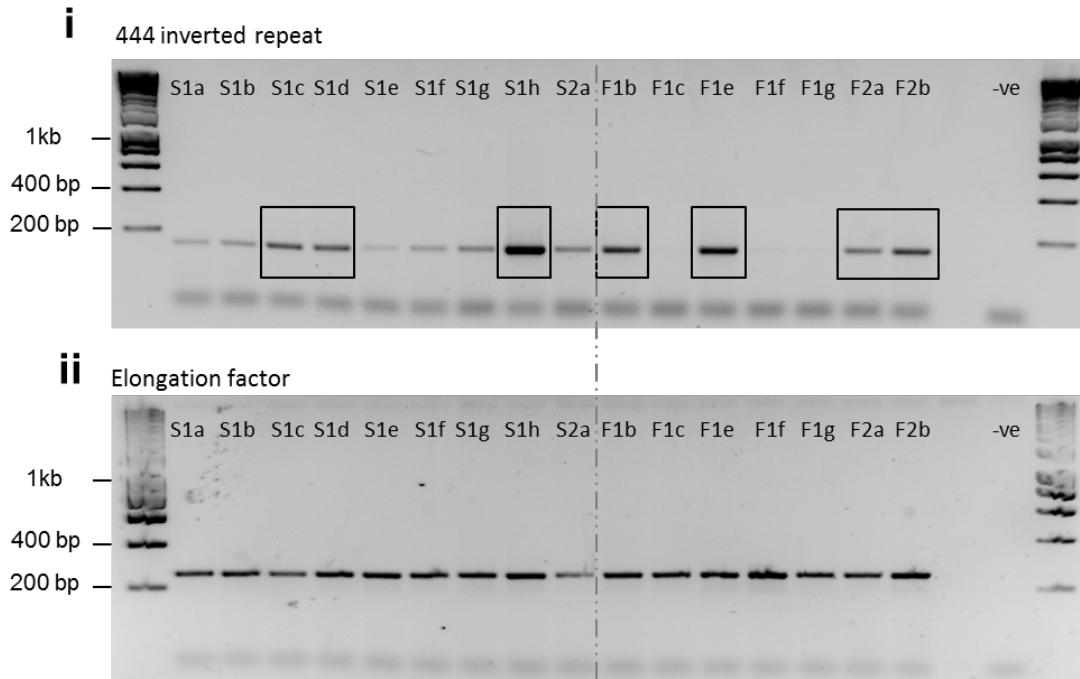 i
444 inverted repeat
S1a S1b S1c S1d S1e S1f S1g S1h S2a F1b F1c F1e F1f F1g F2a F2b -ve
1kb
400 bp
200 bp
ii
Elongation factor
S1a S1b S1c S1d S1e S1f S1g S1h S2a F1b F1c F1e F1f F1g F2a F2b -ve
1kb
400 bp
200 bp